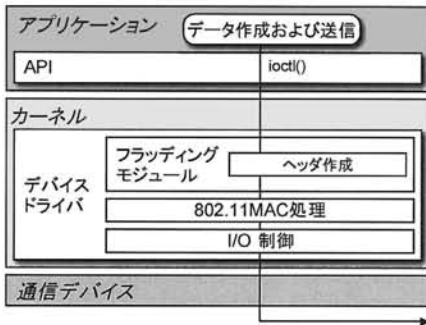 アプリケーション
データ作成および送信
API
ioctl()
カーネル
デバイス
ドライバ
フラッディング
モジュール
ヘッダ作成
802.11MAC処理
I/O 制御
通信デバイス